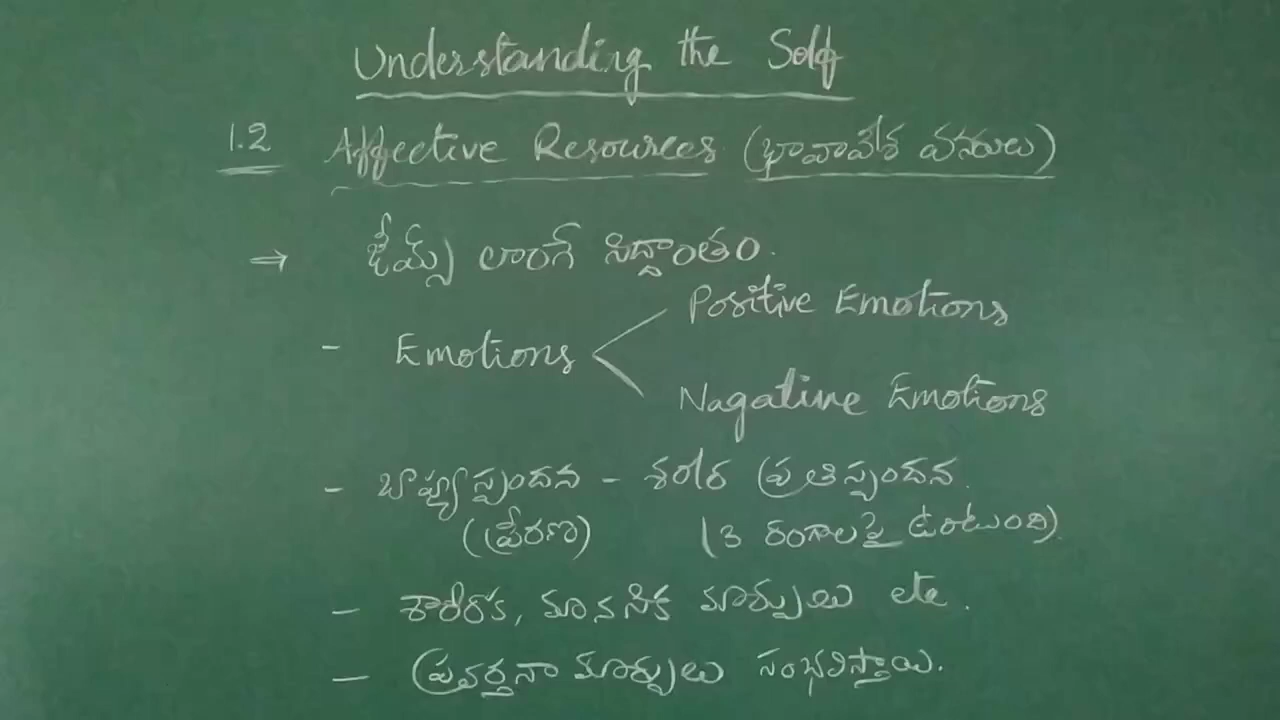 Understanding the Self
1.2 Affective Resources (భావావేశ వనరులు)
⇒ జేమ్స్ లాంగే సిద్ధాంతం.
Positive Emotions
- Emotions
Nagative Emotions
- బాహ్యస్పందన - శరీర ప్రతిస్పందన.
(ప్రేరణ) (3 రంగాలపై ఉంటుంది).
- శారీరక, మానసిక మార్పులు etc.
- ప్రవర్తనా మార్పులు సంభవిస్తాయి.